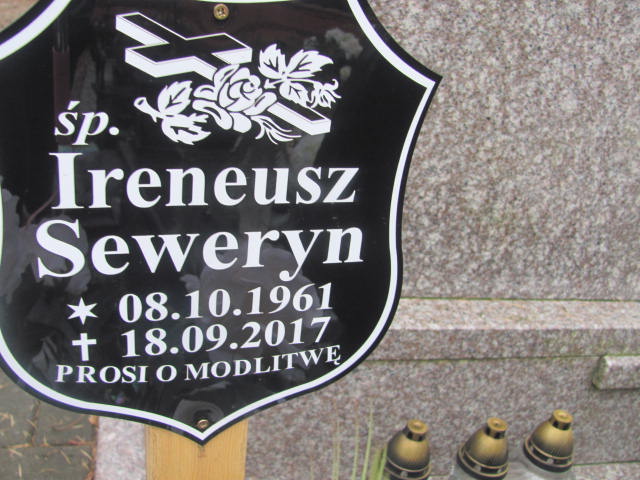 śp.
Ireneusz
Seweryn
✶ 08.10.1961
✝ 18.09.2017
PROSI O MODLITWĘ